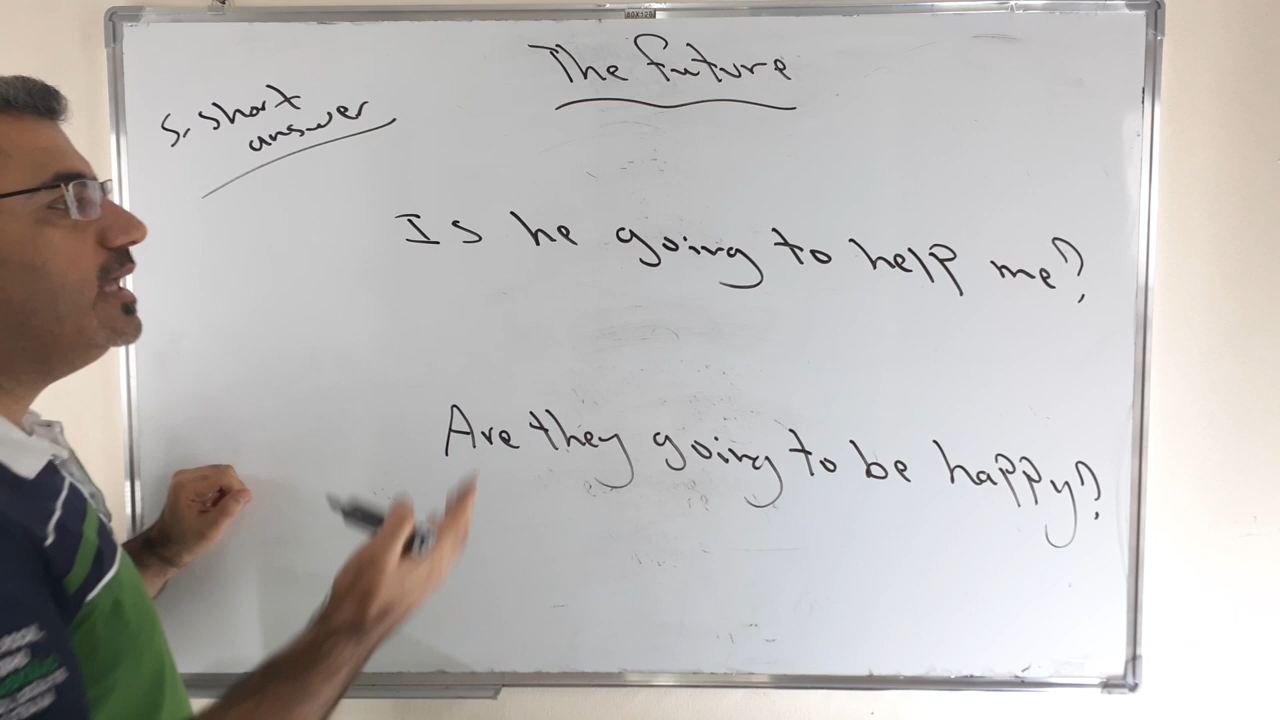 The future
5. short
answer
Is he going to help me?
Are they going to be happy?